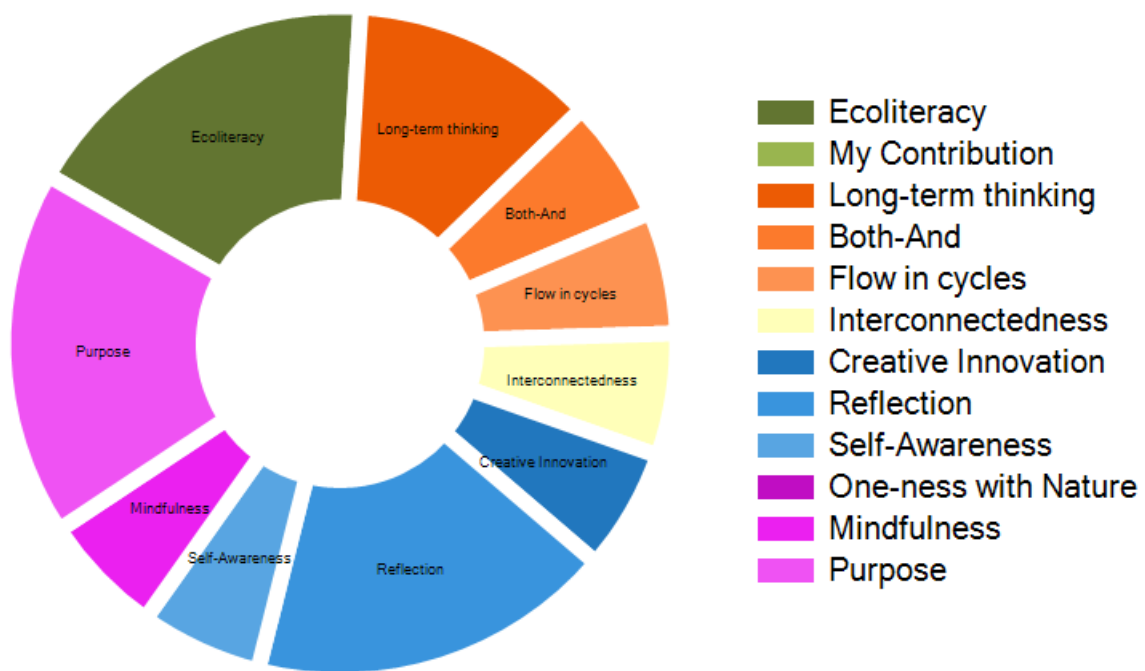 Ecoliteracy
Long-term thinking
Both-And
Flow in cycles
Interconnectedness
Creative Innovation
Reflection
Self-Awareness
Mindfulness
Purpose
Ecoliteracy
My Contribution
Long-term thinking
Both-And
Flow in cycles
Interconnectedness
Creative Innovation
Reflection
Self-Awareness
One-ness with Nature
Mindfulness
Purpose